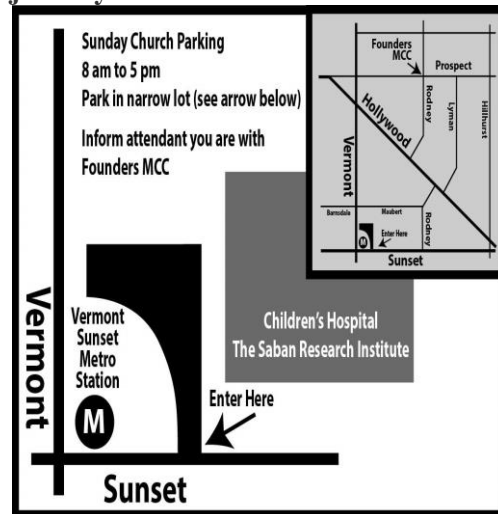 Sunday Church Parking
8 am to 5 pm
Park in narrow lot (see arrow below)
Inform attendant you are with
Founders MCC
Founders
MCC
Prospect
Rodney
Lyman
Hillhurst
Hollywood
Vermont
Barnsdale
Maubert
Rodney
M
Enter Here
Sunset
Vermont
Vermont
Sunset
Metro
Station
M
Children's Hospital
The Saban Research Institute
Enter Here
Sunset